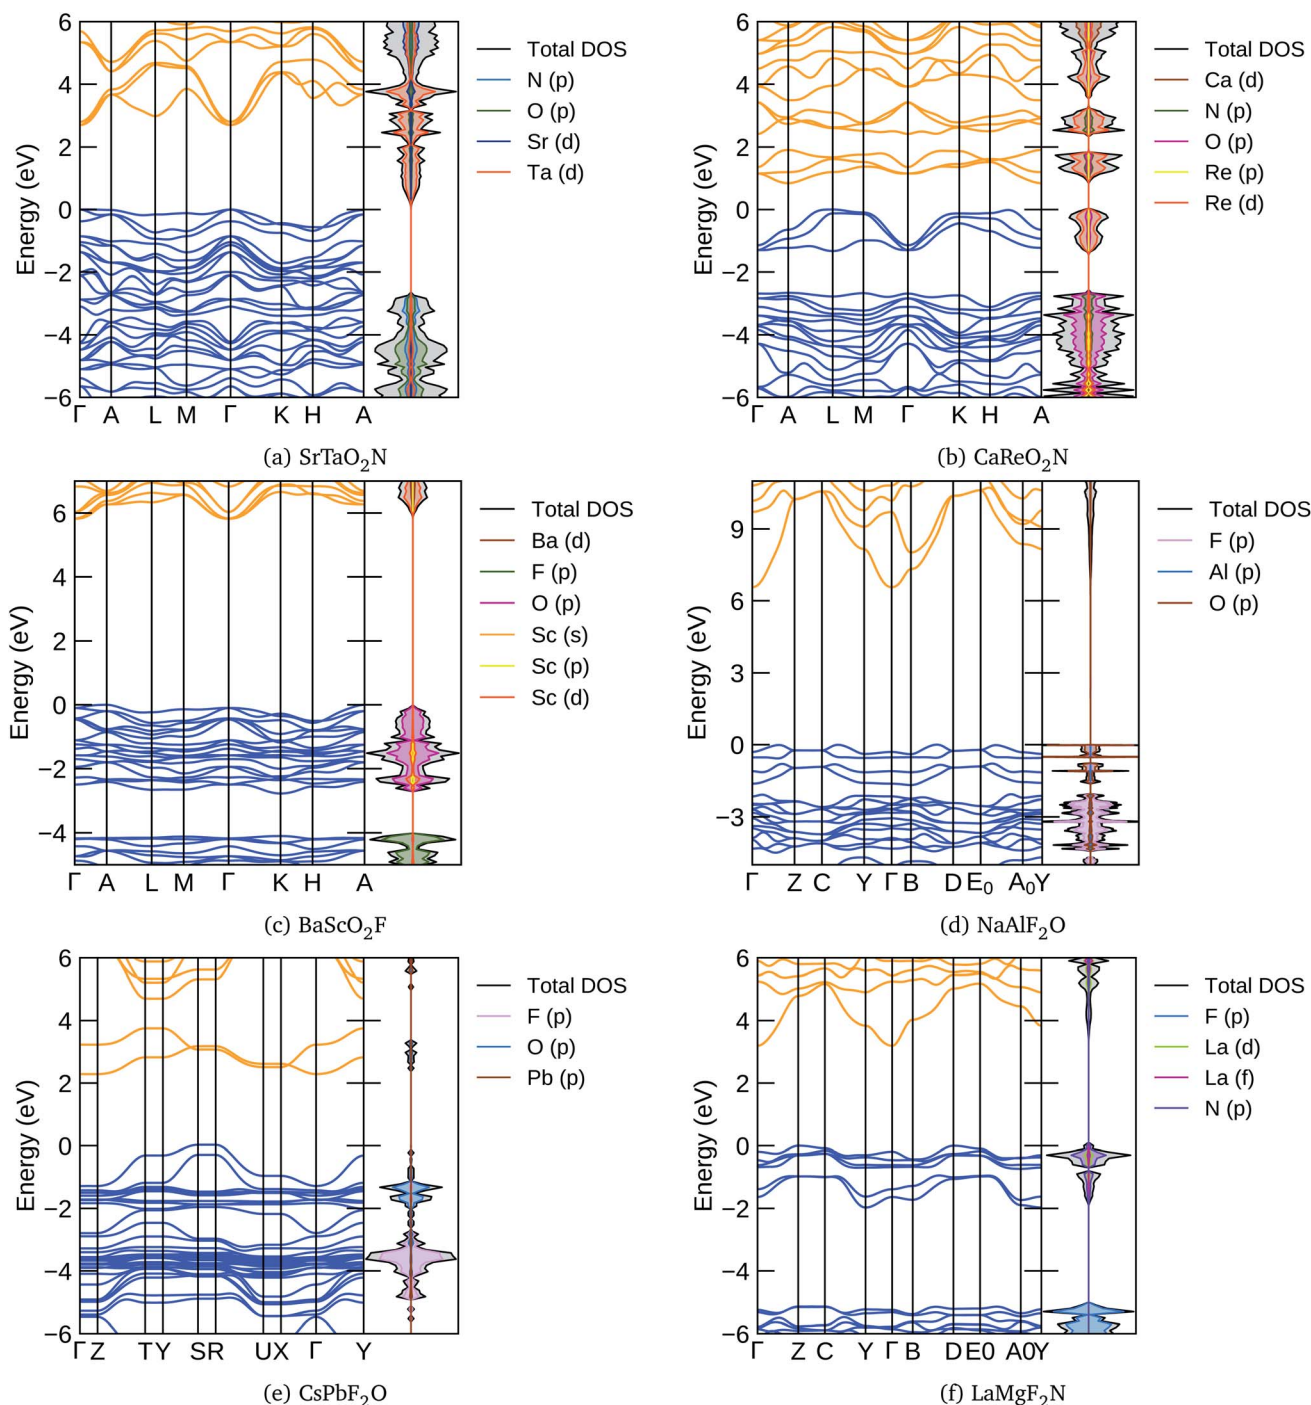 6
4
2
0
−2
−4
−6
Energy (eV)
Γ A L M Γ K H A
Total DOS
N (p)
O (p)
Sr (d)
Ta (d)
(a) SrTaO₂N
6
4
2
0
−2
−4
−6
Energy (eV)
Γ A L M Γ K H A
Total DOS
Ca (d)
N (p)
O (p)
Re (p)
Re (d)
(b) CaReO₂N
6
4
2
0
−2
−4
Energy (eV)
Γ A L M Γ K H A
Total DOS
Ba (d)
F (p)
O (p)
Sc (s)
Sc (p)
Sc (d)
(c) BaScO₂F
9
6
3
0
−3
Energy (eV)
Γ Z C Y Γ B D E₀ A₀ Y
Total DOS
F (p)
Al (p)
O (p)
(d) NaAlF₂O
6
4
2
0
−2
−4
−6
Energy (eV)
Γ Z T Y S R U X Γ Y
Total DOS
F (p)
O (p)
Pb (p)
(e) CsPbF₂O
6
4
2
0
−2
−4
−6
Energy (eV)
Γ Z C Y Γ B D E0 A0 Y
Total DOS
F (p)
La (d)
La (f)
N (p)
(f) LaMgF₂N